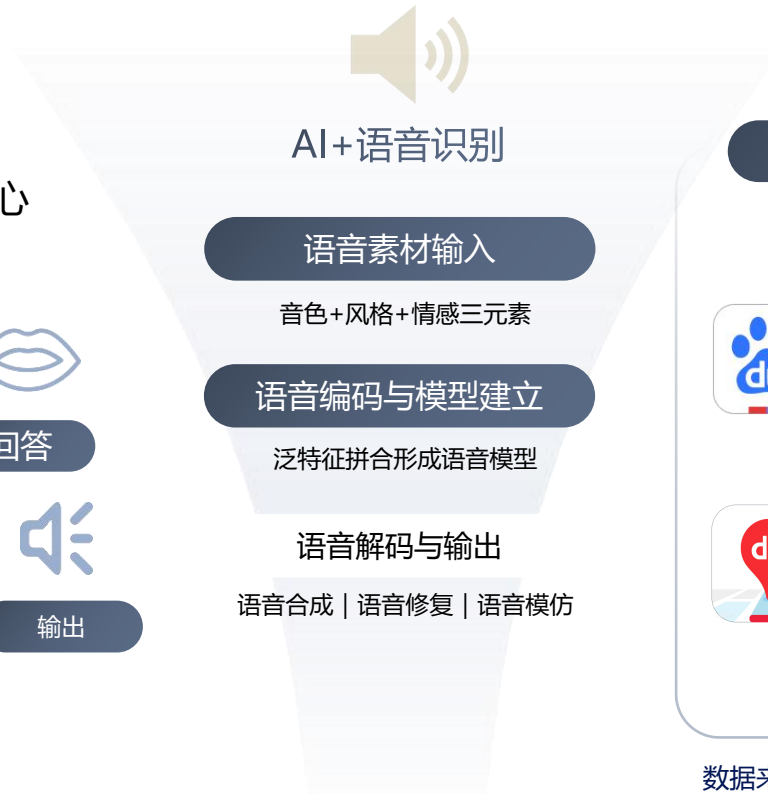 AI+语音识别
心
语音素材输入
音色+风格+情感三元素
语音编码与模型建立
回答
泛特征拼合形成语音模型
语音解码与输出
语音合成 | 语音修复 | 语音模仿
输出
数据